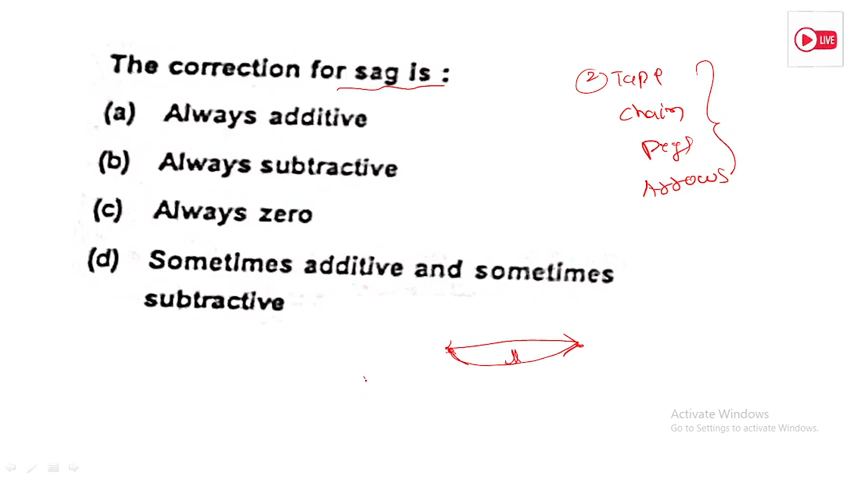 The correction for sag is :
(a) Always additive
(b) Always subtractive
(c) Always zero
(d) Sometimes additive and sometimes
subtractive
② Tape
chain
pegs
Arrows
LIVE
Activate Windows
Go to Settings to activate Windows.